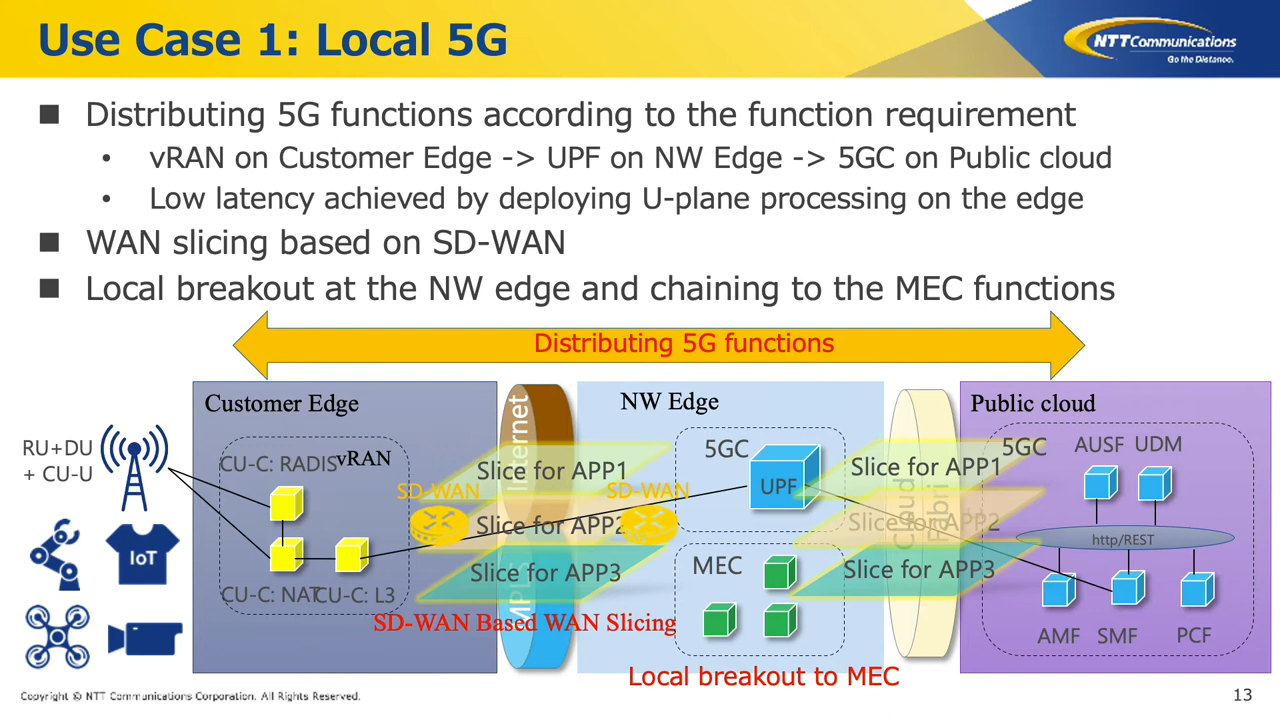 Use Case 1: Local 5G
NTT Communications
Go the Distance.
■ Distributing 5G functions according to the function requirement
• vRAN on Customer Edge -> UPF on NW Edge -> 5GC on Public cloud
• Low latency achieved by deploying U-plane processing on the edge
■ WAN slicing based on SD-WAN
■ Local breakout at the NW edge and chaining to the MEC functions
Distributing 5G functions
Customer Edge
RU+DU
+ CU-U
IoT
vRAN
CU-C: RADIS
CU-C: NAT
CU-C: L3
Internet
MPLS
SD-WAN
SD-WAN
Slice for APP1
Slice for APP2
Slice for APP3
SD-WAN Based WAN Slicing
NW Edge
5GC
UPF
MEC
Local breakout to MEC
Cloud
Slice for APP1
Slice for APP2
Slice for APP3
Public cloud
5GC
AUSF
UDM
http/REST
AMF
SMF
PCF
Copyright © NTT Communications Corporation. All Rights Reserved.
13